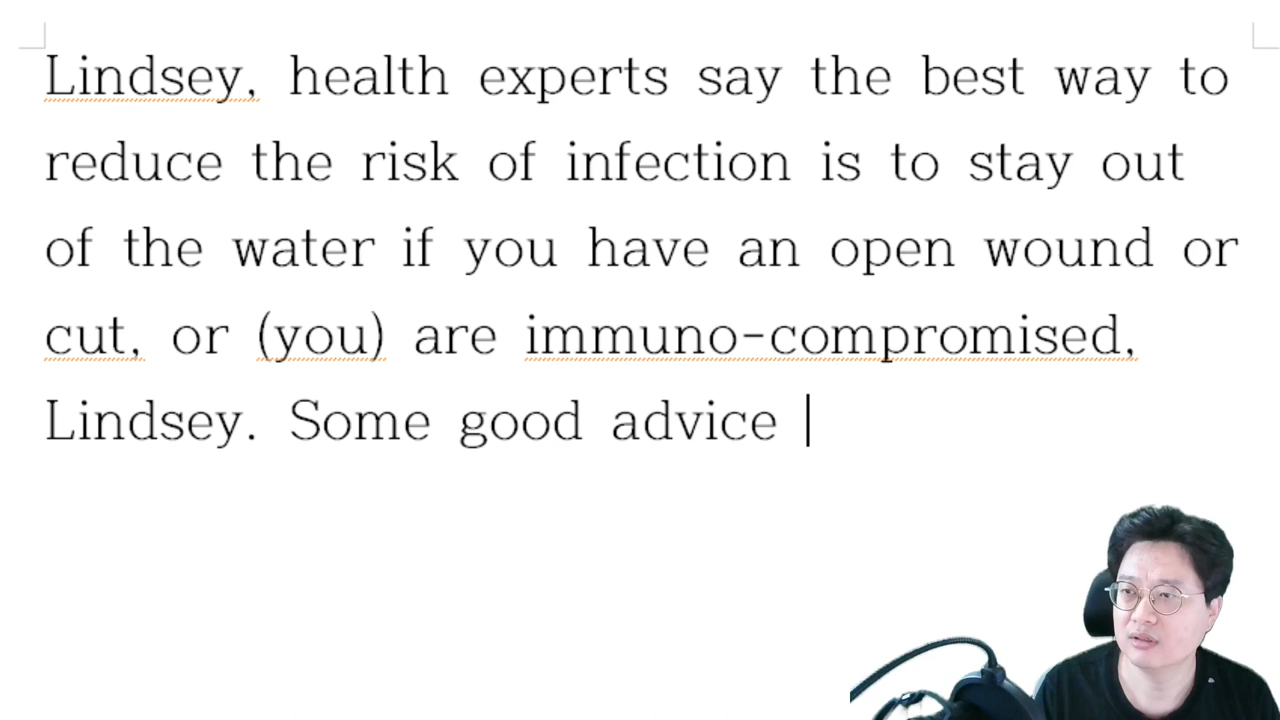 Lindsey, health experts say the best way to
reduce the risk of infection is to stay out
of the water if you have an open wound or
cut, or (you) are immuno-compromised,
Lindsey. Some good advice